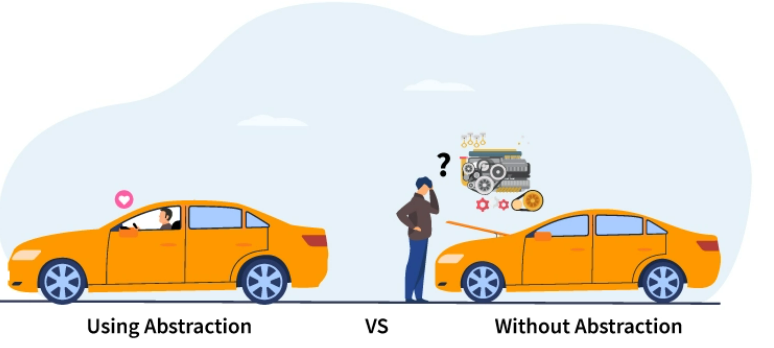 ?
Using Abstraction
VS
Without Abstraction